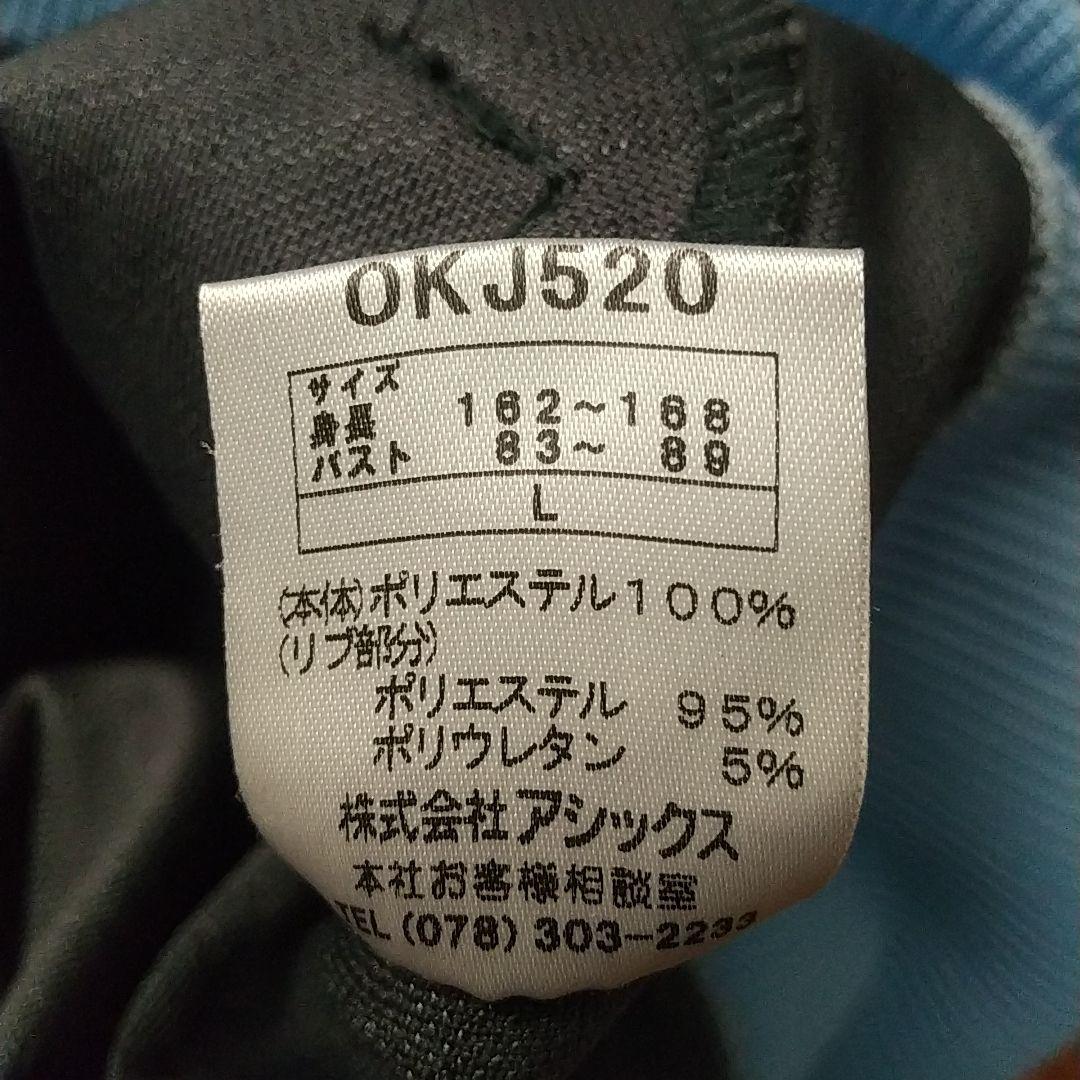 OKJ520
サイズ
身長 162～168
バスト 83～ 89
L
(本体)ポリエステル100%
(リブ部分)
ポリエステル 95%
ポリウレタン 5%
株式会社アシックス
本社お客様相談室
TEL(078)303-2233